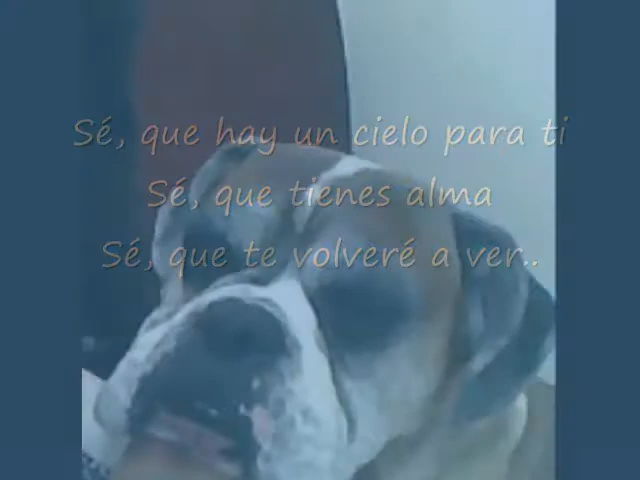 Sé, que hay un cielo para ti
Sé, que tienes alma
Sé, que te volveré a ver..